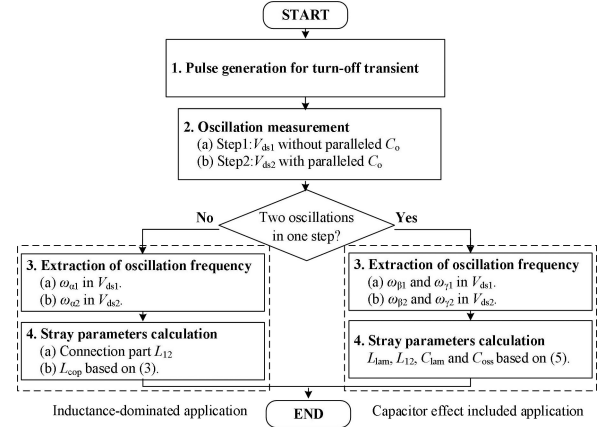 START
1. Pulse generation for turn-off transient
2. Oscillation measurement
(a) Step1:Vds1 without paralleled Co
(b) Step2:Vds2 with paralleled Co
Two oscillations
in one step?
No
Yes
3. Extraction of oscillation frequency
(a) ωα1 in Vds1.
(b) ωα2 in Vds2.
4. Stray parameters calculation
(a) Connection part L12
(b) Lcop based on (3).
Inductance-dominated application
3. Extraction of oscillation frequency
(a) ωβ1 and ωγ1 in Vds1.
(b) ωβ2 and ωγ2 in Vds2.
4. Stray parameters calculation
Llam, L12, Clam and Coss based on (5).
Capacitor effect included application
END